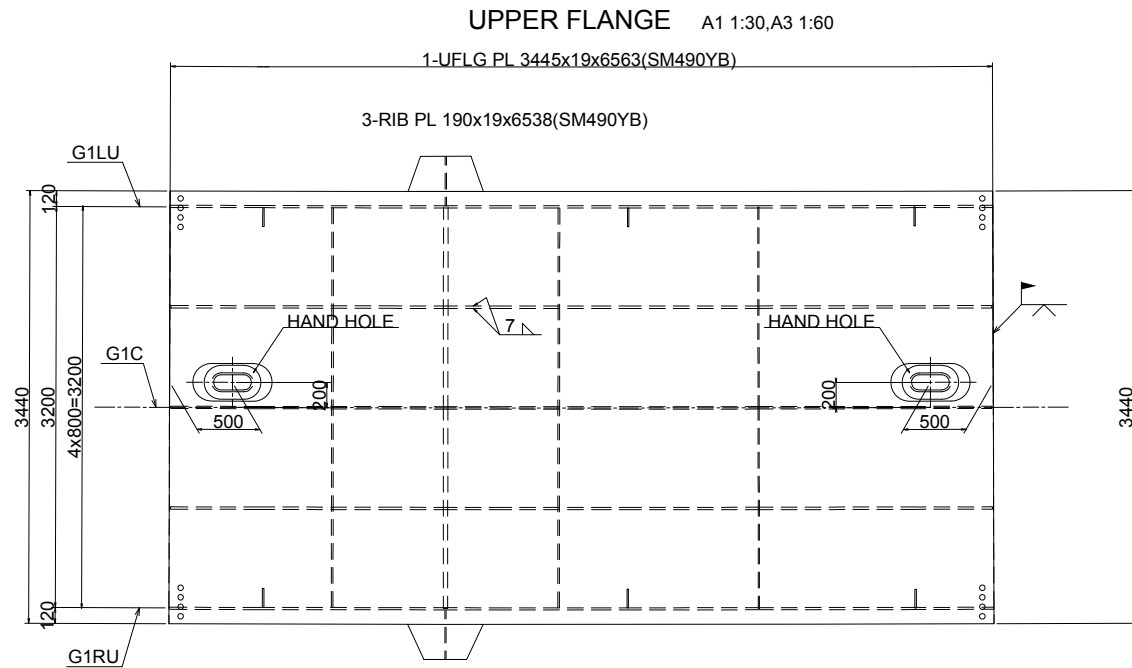 UPPER FLANGE A1 1:30,A3 1:60
1-UFLG PL 3445x19x6563(SM490YB)
3-RIB PL 190x19x6538(SM490YB)
G1LU
120
HAND HOLE
7
HAND HOLE
G1C
3440
3200
4x800=3200
200
200
3440
500
500
120
G1RU